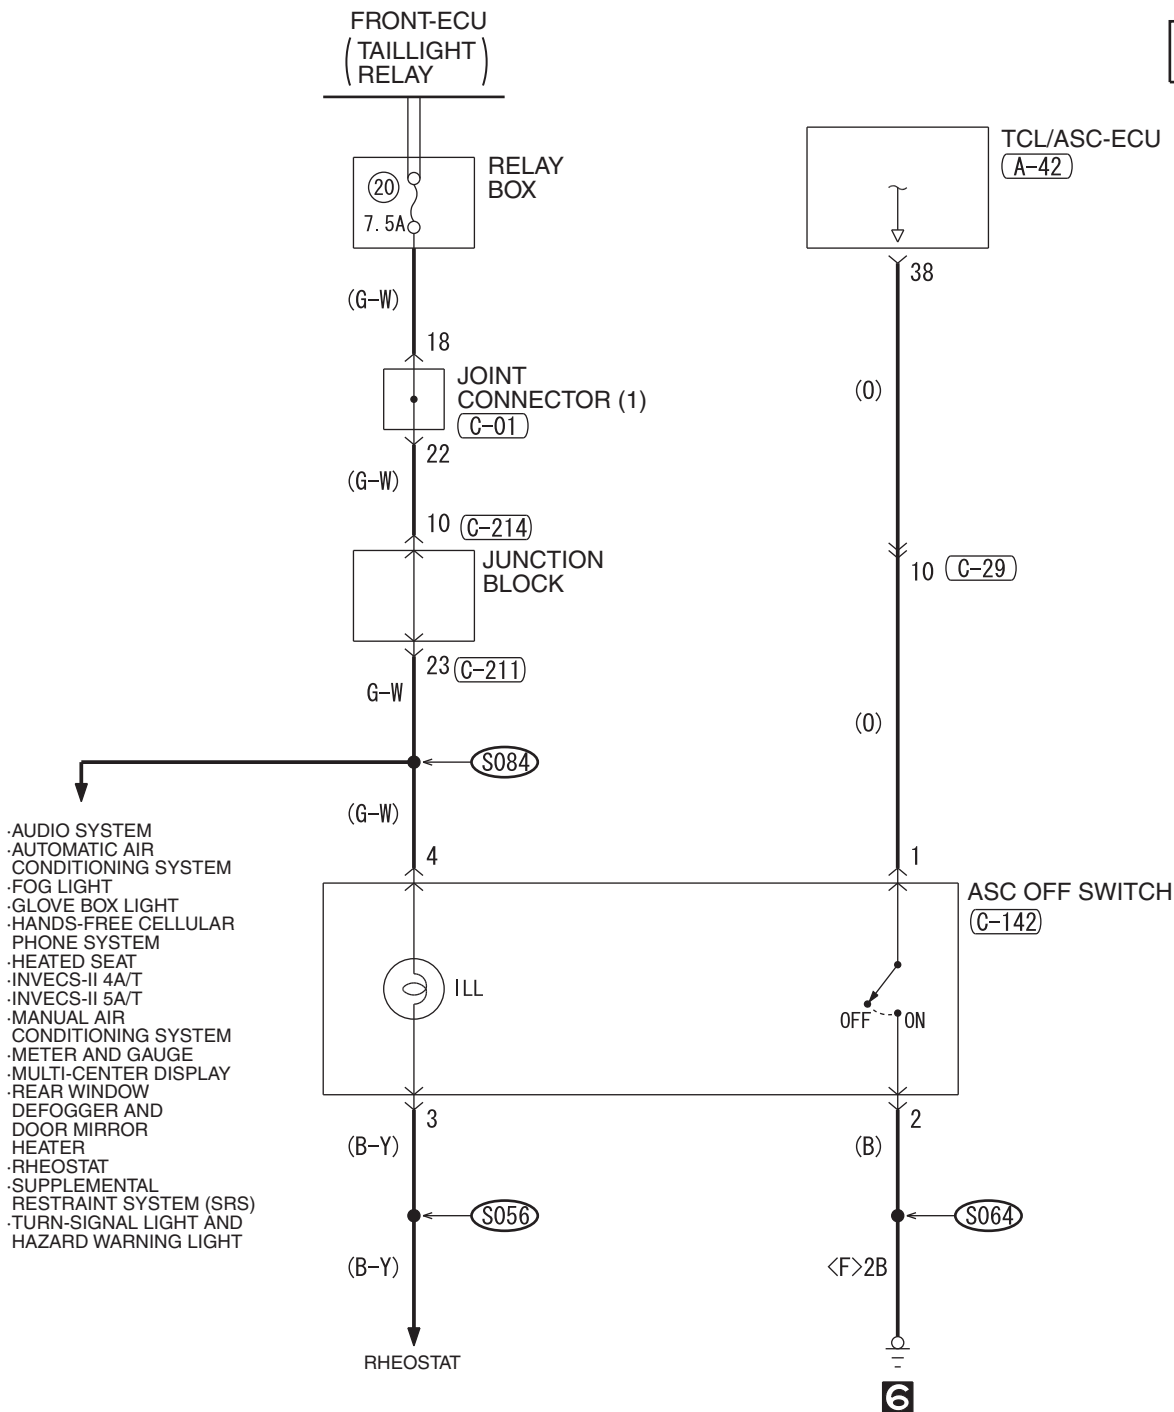 FRONT-ECU
(TAILLIGHT
RELAY)
RELAY
BOX
20
7.5A
(G-W)
18
JOINT
CONNECTOR (1)
C-01
22
(G-W)
10 C-214
JUNCTION
BLOCK
23 C-211
G-W
S084
(G-W)
4
·AUDIO SYSTEM
·AUTOMATIC AIR
CONDITIONING SYSTEM
·FOG LIGHT
·GLOVE BOX LIGHT
·HANDS-FREE CELLULAR
PHONE SYSTEM
·HEATED SEAT
·INVECS-II 4A/T
·INVECS-II 5A/T
·MANUAL AIR
CONDITIONING SYSTEM
·METER AND GAUGE
·MULTI-CENTER DISPLAY
·REAR WINDOW
DEFOGGER AND
DOOR MIRROR
HEATER
·RHEOSTAT
·SUPPLEMENTAL
RESTRAINT SYSTEM (SRS)
·TURN-SIGNAL LIGHT AND
HAZARD WARNING LIGHT
ILL
3
(B-Y)
S056
(B-Y)
RHEOSTAT
TCL/ASC-ECU
A-42
38
(O)
10 C-29
(O)
1
ASC OFF SWITCH
C-142
OFF ON
2
(B)
S064
<F>2B
6